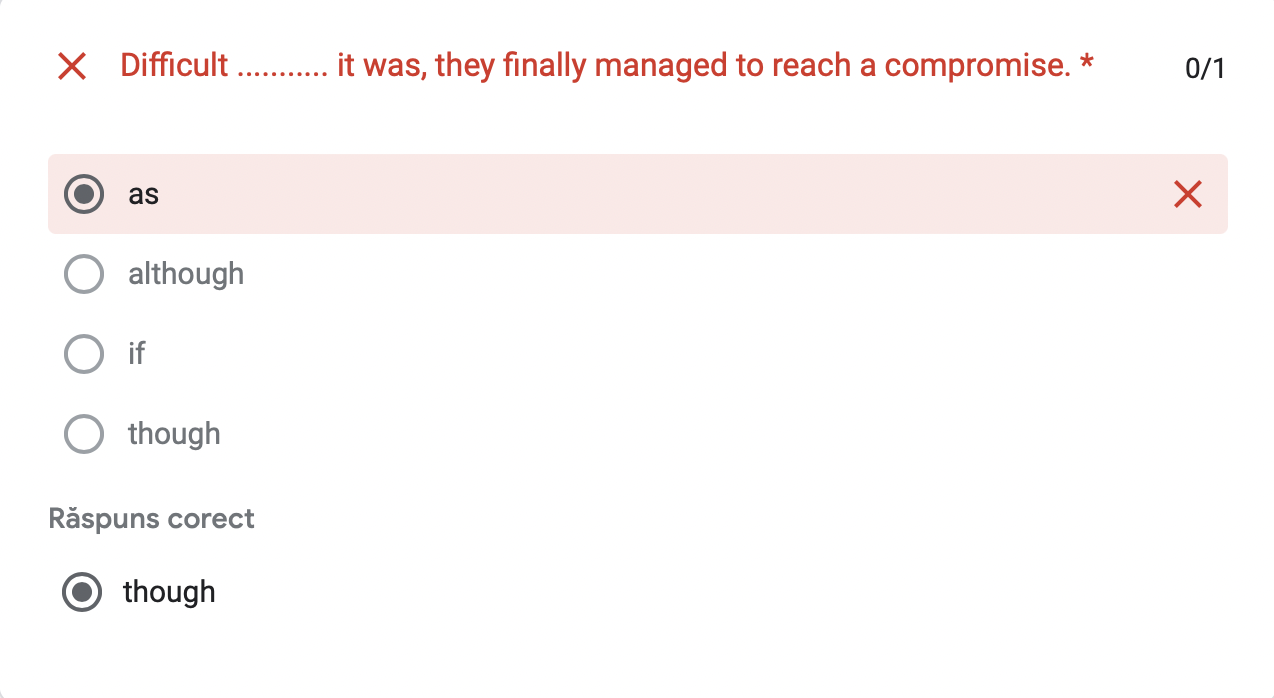 Difficult ........... it was, they finally managed to reach a compromise. *
0/1
as
although
if
though
Răspuns corect
though